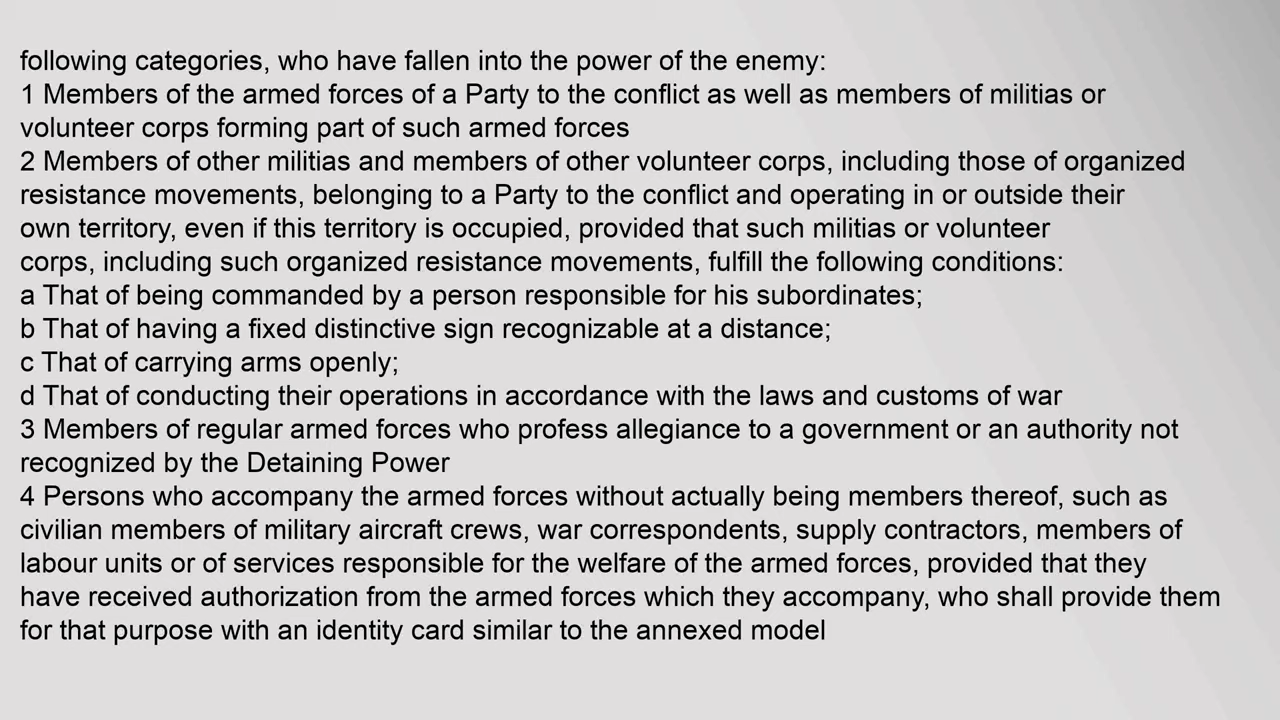 following categories, who have fallen into the power of the enemy:
1 Members of the armed forces of a Party to the conflict as well as members of militias or
volunteer corps forming part of such armed forces
2 Members of other militias and members of other volunteer corps, including those of organized
resistance movements, belonging to a Party to the conflict and operating in or outside their
own territory, even if this territory is occupied, provided that such militias or volunteer
corps, including such organized resistance movements, fulfill the following conditions:
a That of being commanded by a person responsible for his subordinates;
b That of having a fixed distinctive sign recognizable at a distance;
c That of carrying arms openly;
d That of conducting their operations in accordance with the laws and customs of war
3 Members of regular armed forces who profess allegiance to a government or an authority not
recognized by the Detaining Power
4 Persons who accompany the armed forces without actually being members thereof, such as
civilian members of military aircraft crews, war correspondents, supply contractors, members of
labour units or of services responsible for the welfare of the armed forces, provided that they
have received authorization from the armed forces which they accompany, who shall provide them
for that purpose with an identity card similar to the annexed model